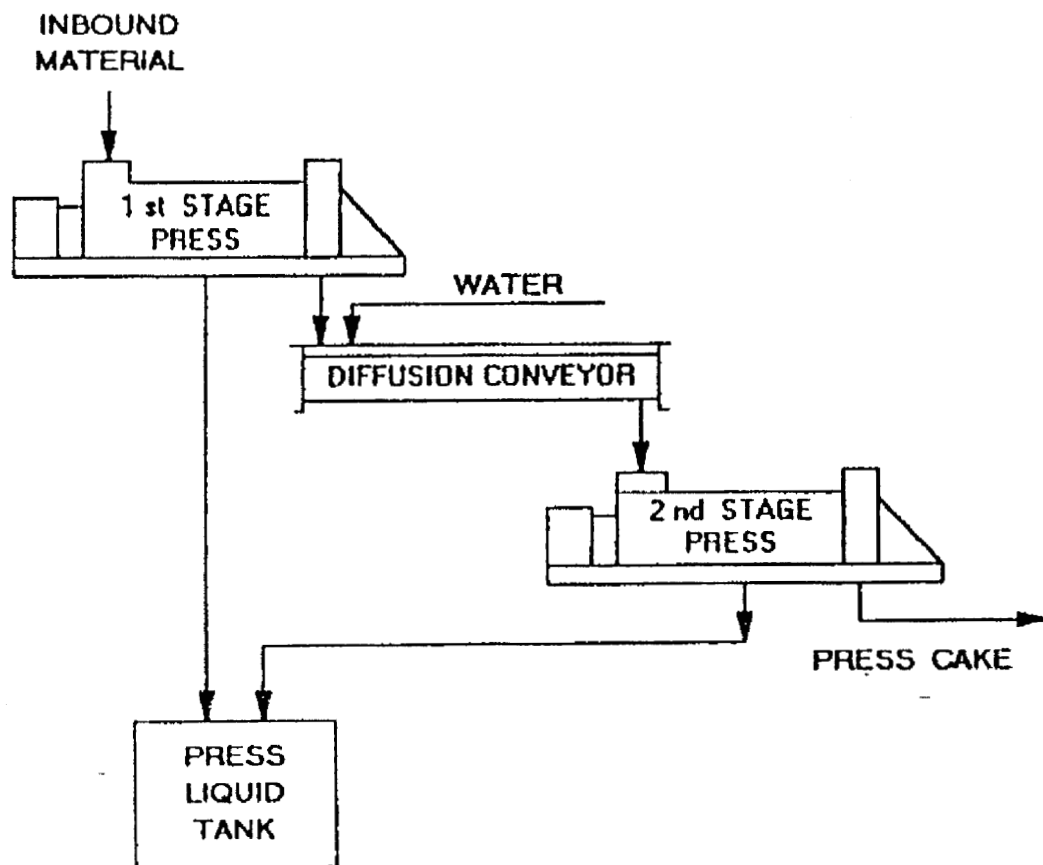 INBOUND
MATERIAL
1 st STAGE
PRESS
WATER
DIFFUSION CONVEYOR
2 nd STAGE
PRESS
PRESS CAKE
PRESS
LIQUID
TANK